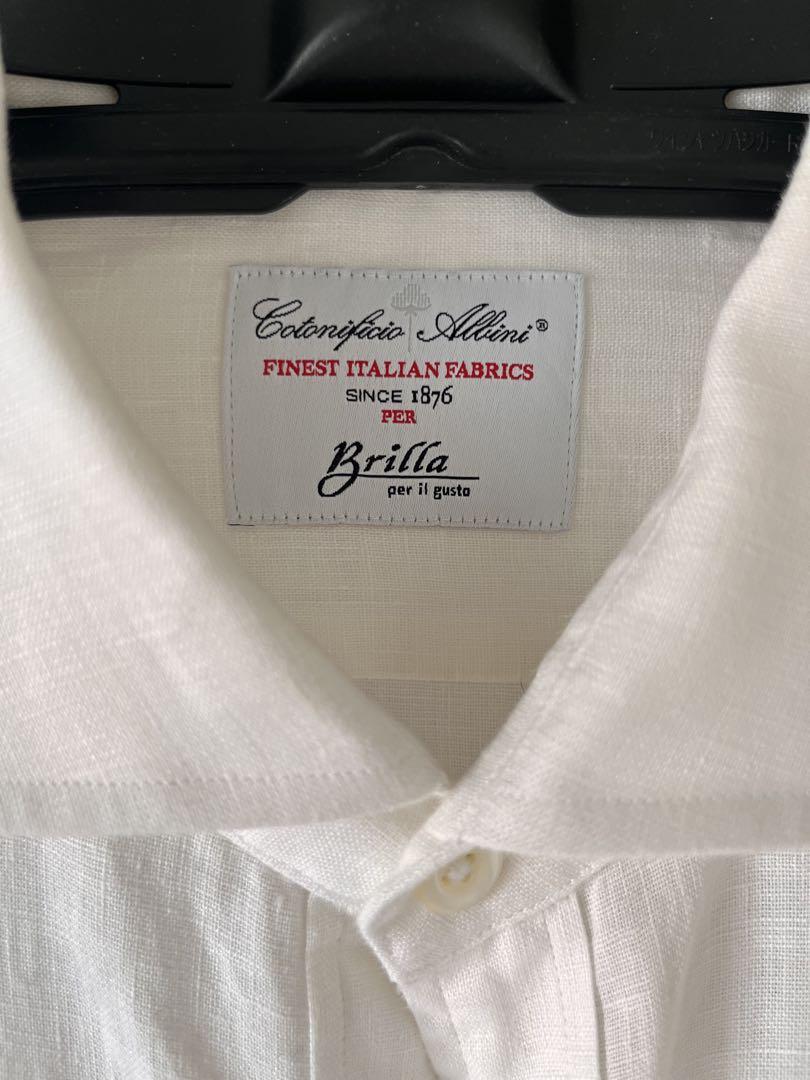 Cotonificio Albini®
FINEST ITALIAN FABRICS
SINCE 1876
PER
Brilla
per il gusto